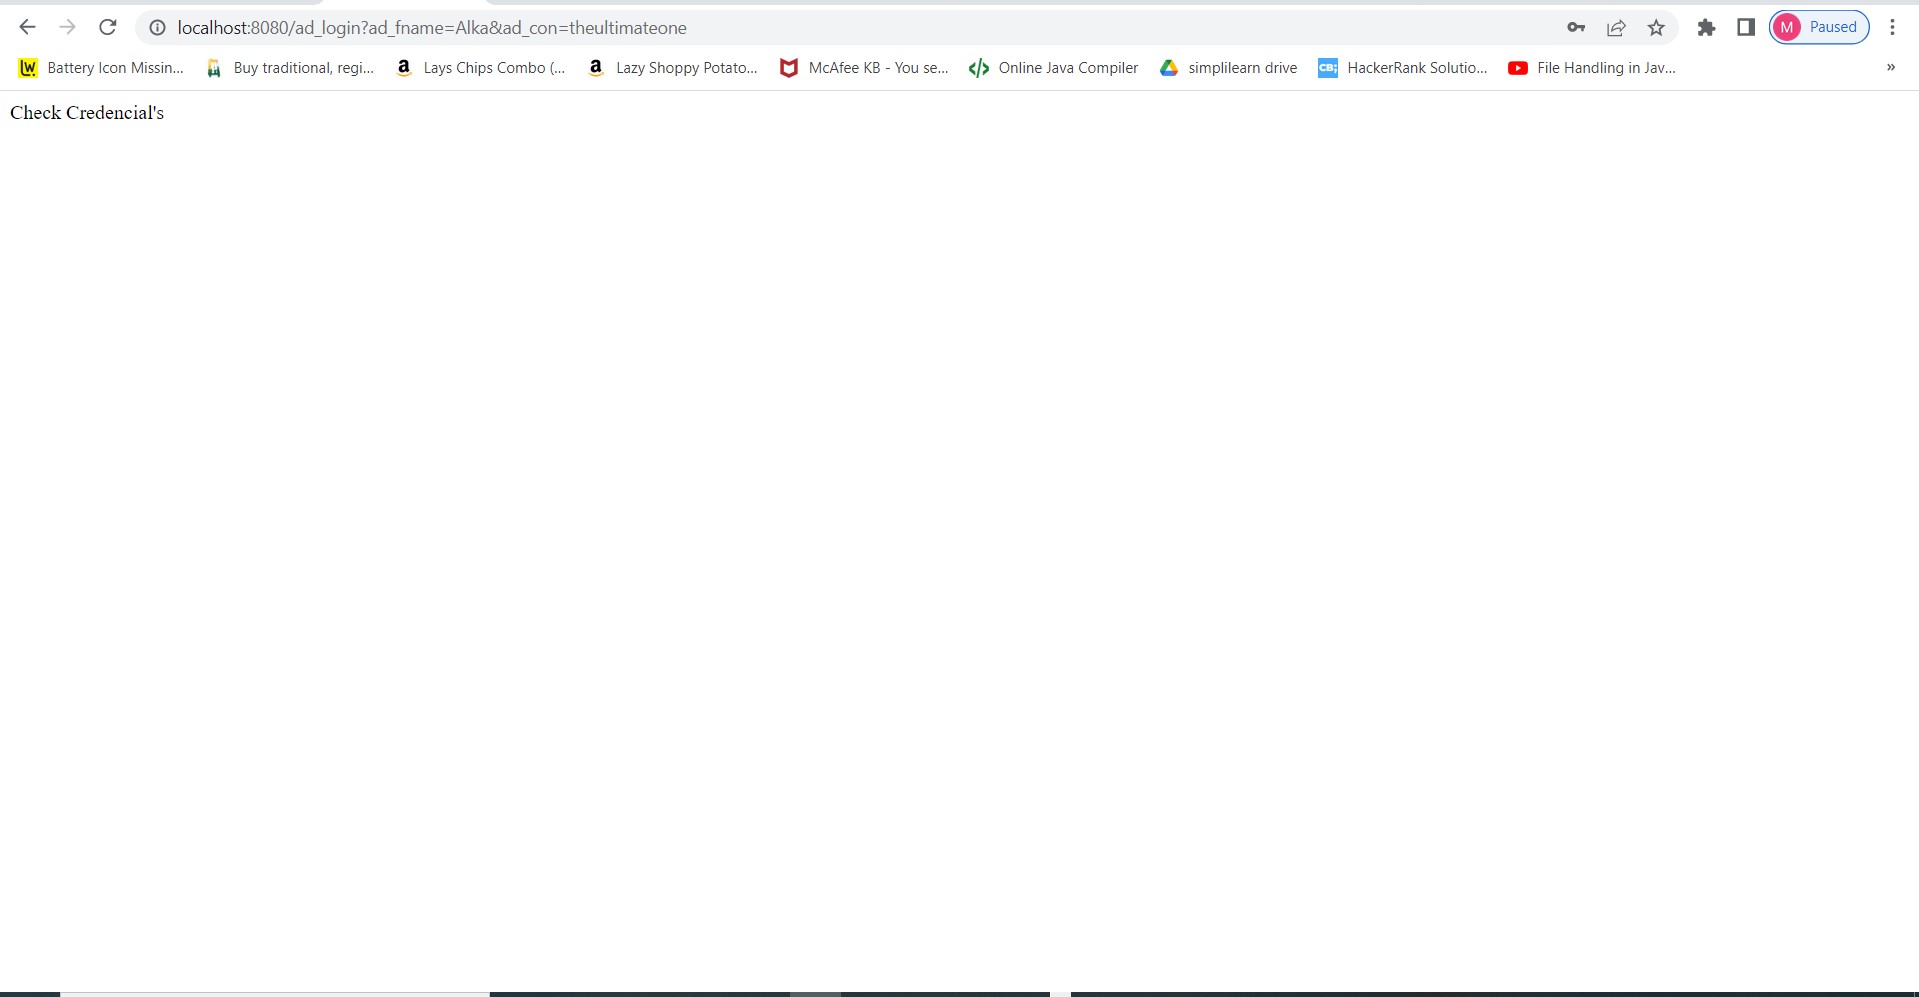 localhost:8080/ad_login?ad_fname=Alka&ad_con=theultimateone
M Paused
Battery Icon Missin... Buy traditional, regi... Lays Chips Combo (... Lazy Shoppy Potato... McAfee KB - You se... Online Java Compiler simplilearn drive CB; HackerRank Solutio... File Handling in Jav... »
Check Credencial's